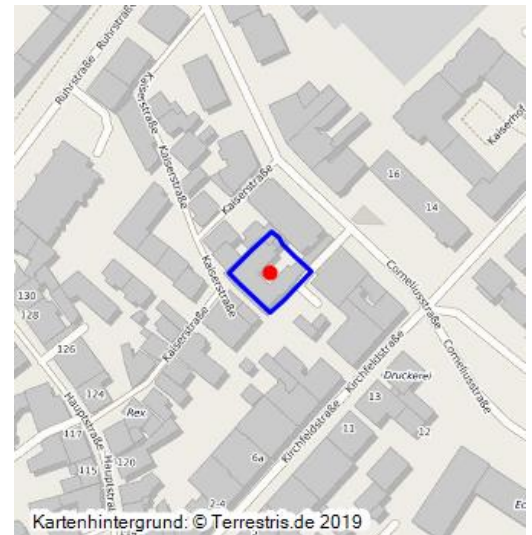 Ruhrstraße Ruhrstraße
Kaiserstraße
Kaiserstraße
Kaiserstraße
Kaiserhof
16
14
Kaiserstraße
Corneliusstraße
Corneliusstraße
130
128
126
Kaiserstraße
Kirchfeldstraße
Kirchfeldstraße
Druckerei
124
13
Hauptstraße
Hauptstraß
Rex
117
12
11
120
115
6a
2-4
Kartenhintergrund: © Terrestris.de 2019